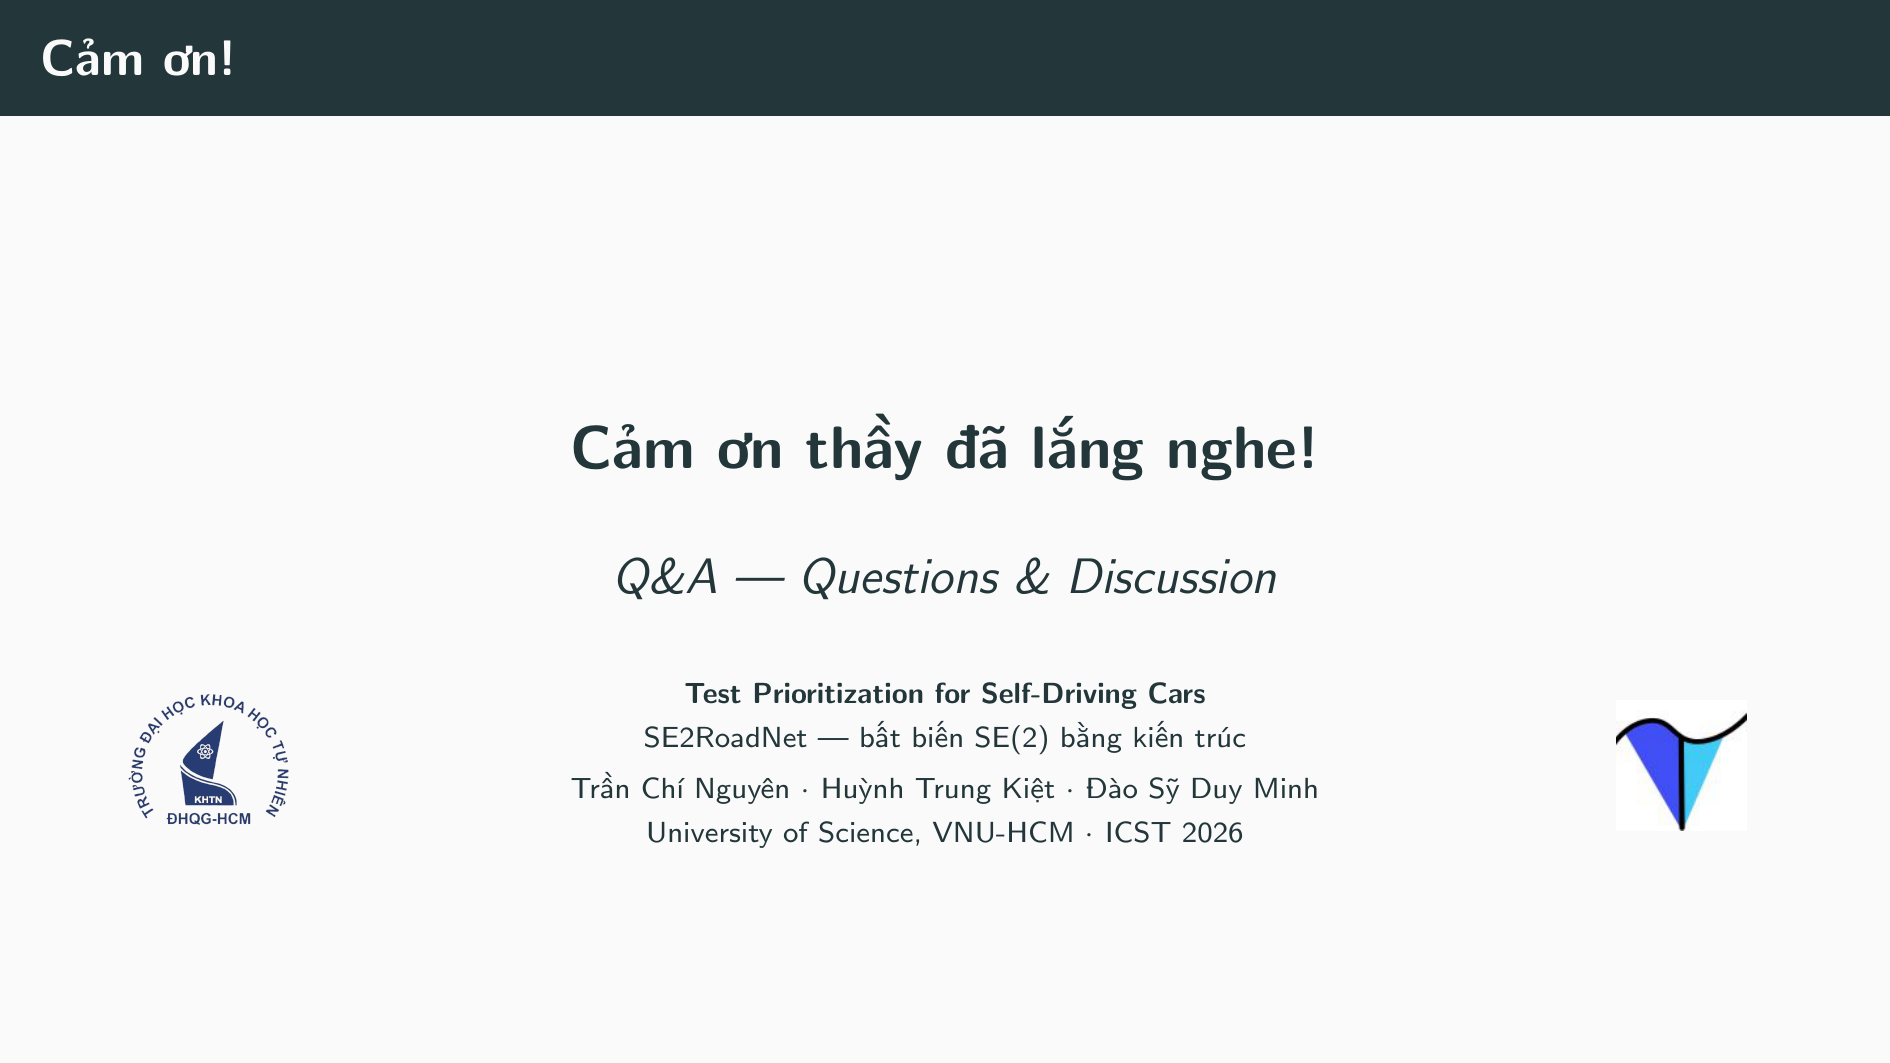 Cảm ơn!
Cảm ơn thầy đã lắng nghe!
Q&A — Questions & Discussion
Test Prioritization for Self-Driving Cars
SE2RoadNet — bất biến SE(2) bằng kiến trúc
Trần Chí Nguyên · Huỳnh Trung Kiệt · Đào Sỹ Duy Minh
University of Science, VNU-HCM · ICST 2026
TRƯỜNG ĐẠI HỌC KHOA HỌC TỰ NHIÊN
KHTN
ĐHQG-HCM